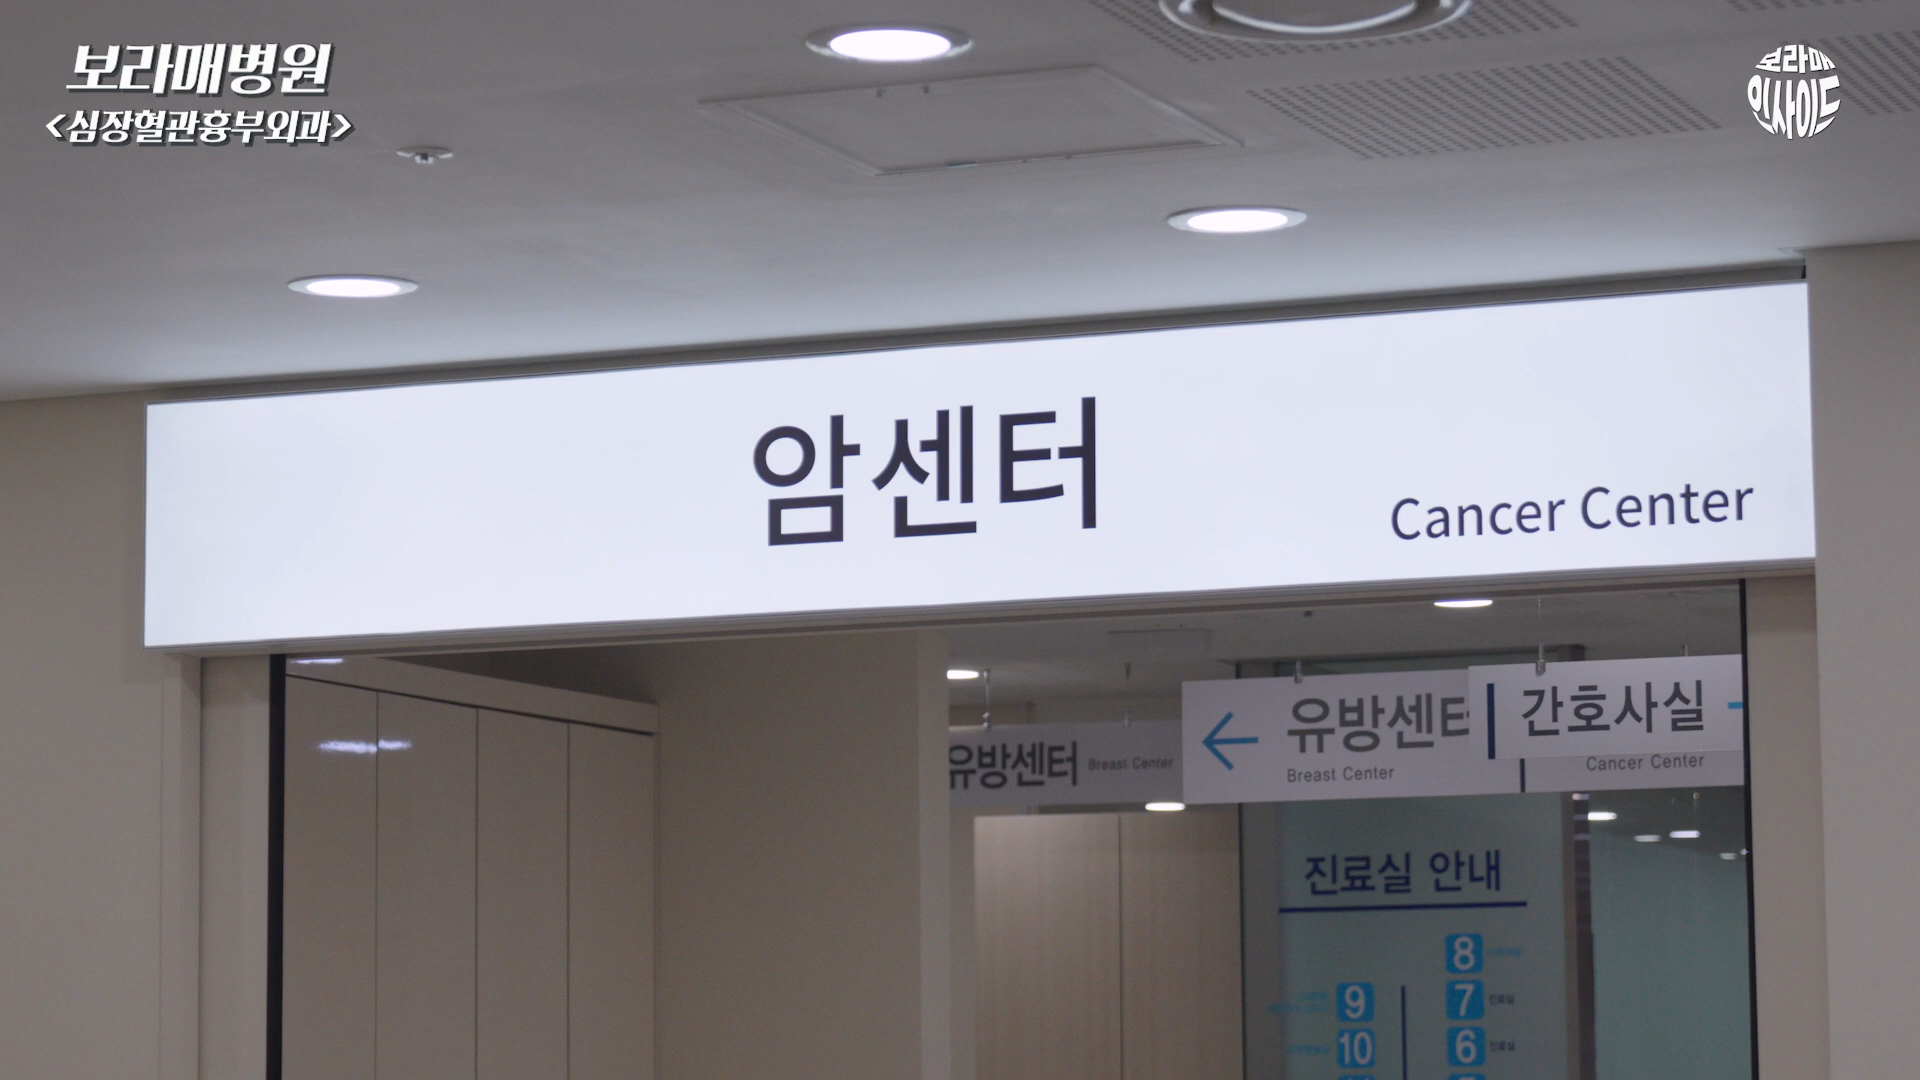 보라매병원
<심장혈관흉부외과>
보라매
인사이드
암센터
Cancer Center
유방센터 Breast Center
유방센터
Breast Center
간호사실
Cancer Center
진료실 안내
8
9
7 진료실
10
6 진료실